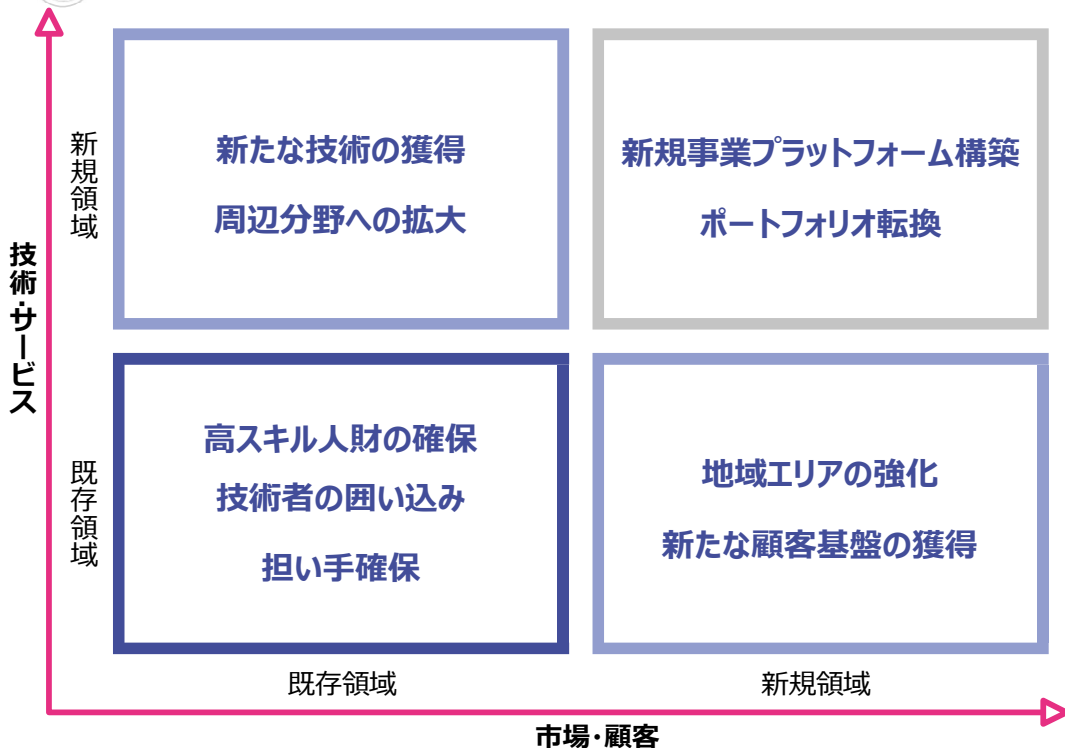 技術・サービス
新規領域
新たな技術の獲得
周辺分野への拡大
新規事業プラットフォーム構築
ポートフォリオ転換
既存領域
高スキル人財の確保
技術者の囲い込み
担い手確保
地域エリアの強化
新たな顧客基盤の獲得
既存領域
新規領域
市場・顧客